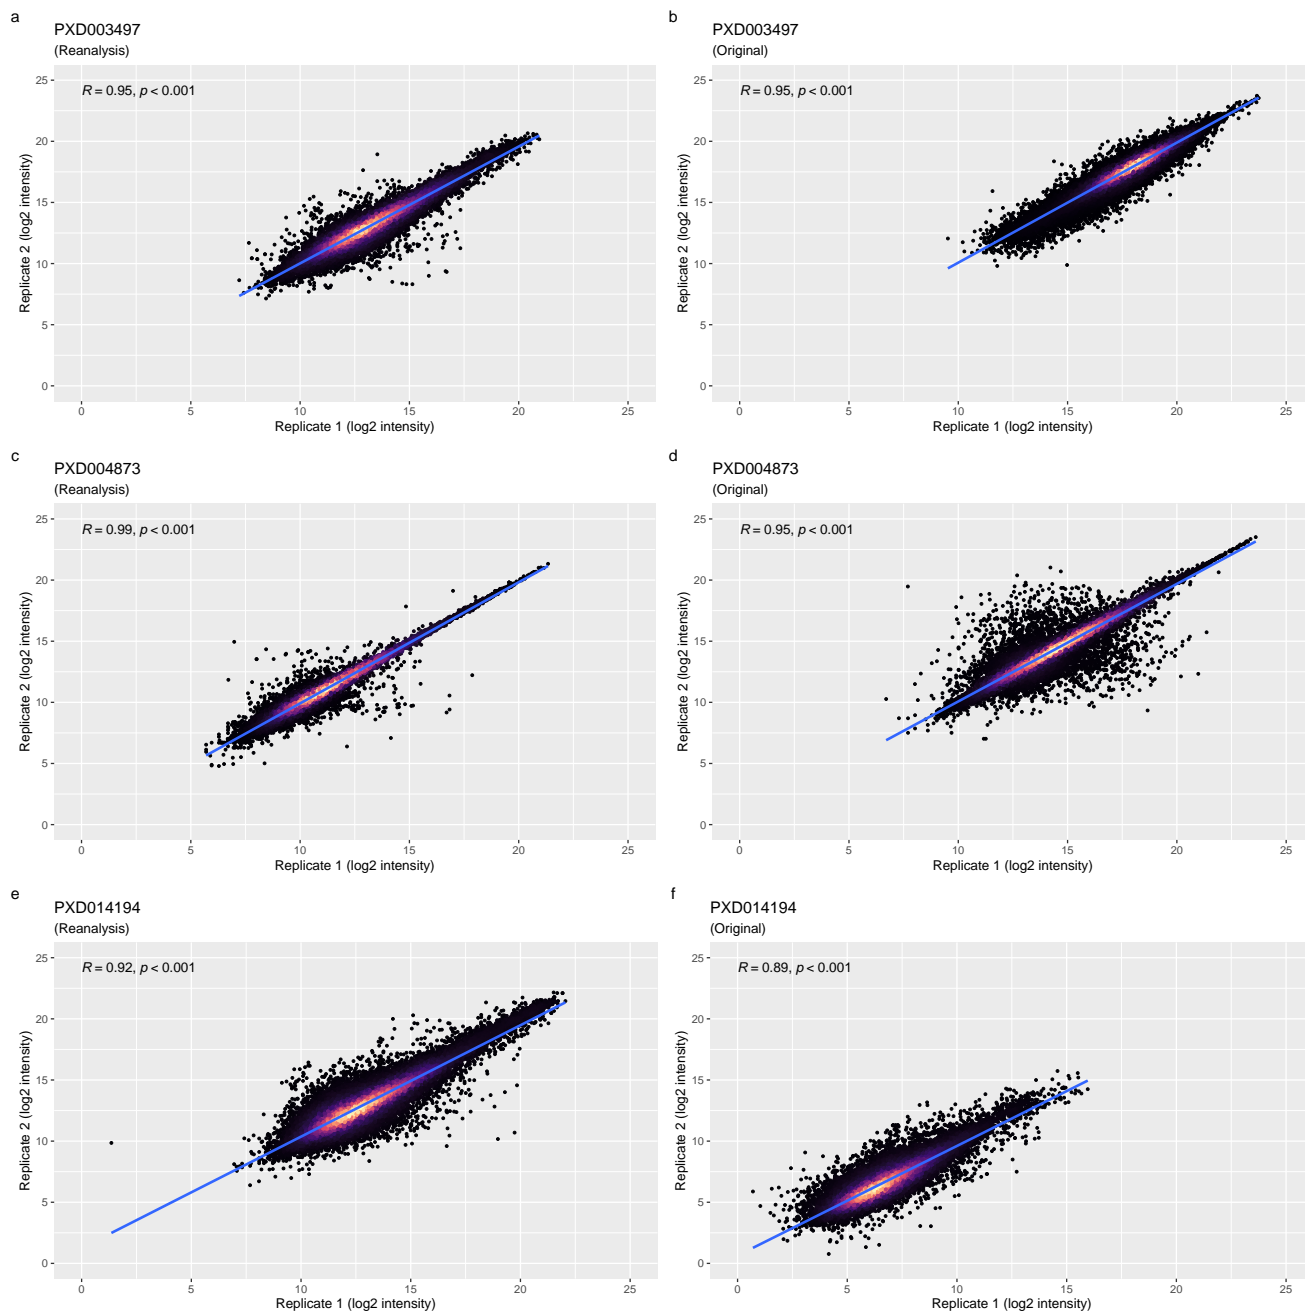 a
PXD003497
(Reanalysis)
R = 0.95, p < 0.001
25
20
15
10
5
0
Replicate 2 (log2 intensity)
0 5 10 15 20 25
Replicate 1 (log2 intensity)
b
PXD003497
(Original)
R = 0.95, p < 0.001
25
20
15
10
5
0
Replicate 2 (log2 intensity)
0 5 10 15 20 25
Replicate 1 (log2 intensity)
c
PXD004873
(Reanalysis)
R = 0.99, p < 0.001
25
20
15
10
5
0
Replicate 2 (log2 intensity)
0 5 10 15 20 25
Replicate 1 (log2 intensity)
d
PXD004873
(Original)
R = 0.95, p < 0.001
25
20
15
10
5
0
Replicate 2 (log2 intensity)
0 5 10 15 20 25
Replicate 1 (log2 intensity)
e
PXD014194
(Reanalysis)
R = 0.92, p < 0.001
25
20
15
10
5
0
Replicate 2 (log2 intensity)
0 5 10 15 20 25
Replicate 1 (log2 intensity)
f
PXD014194
(Original)
R = 0.89, p < 0.001
25
20
15
10
5
0
Replicate 2 (log2 intensity)
0 5 10 15 20 25
Replicate 1 (log2 intensity)